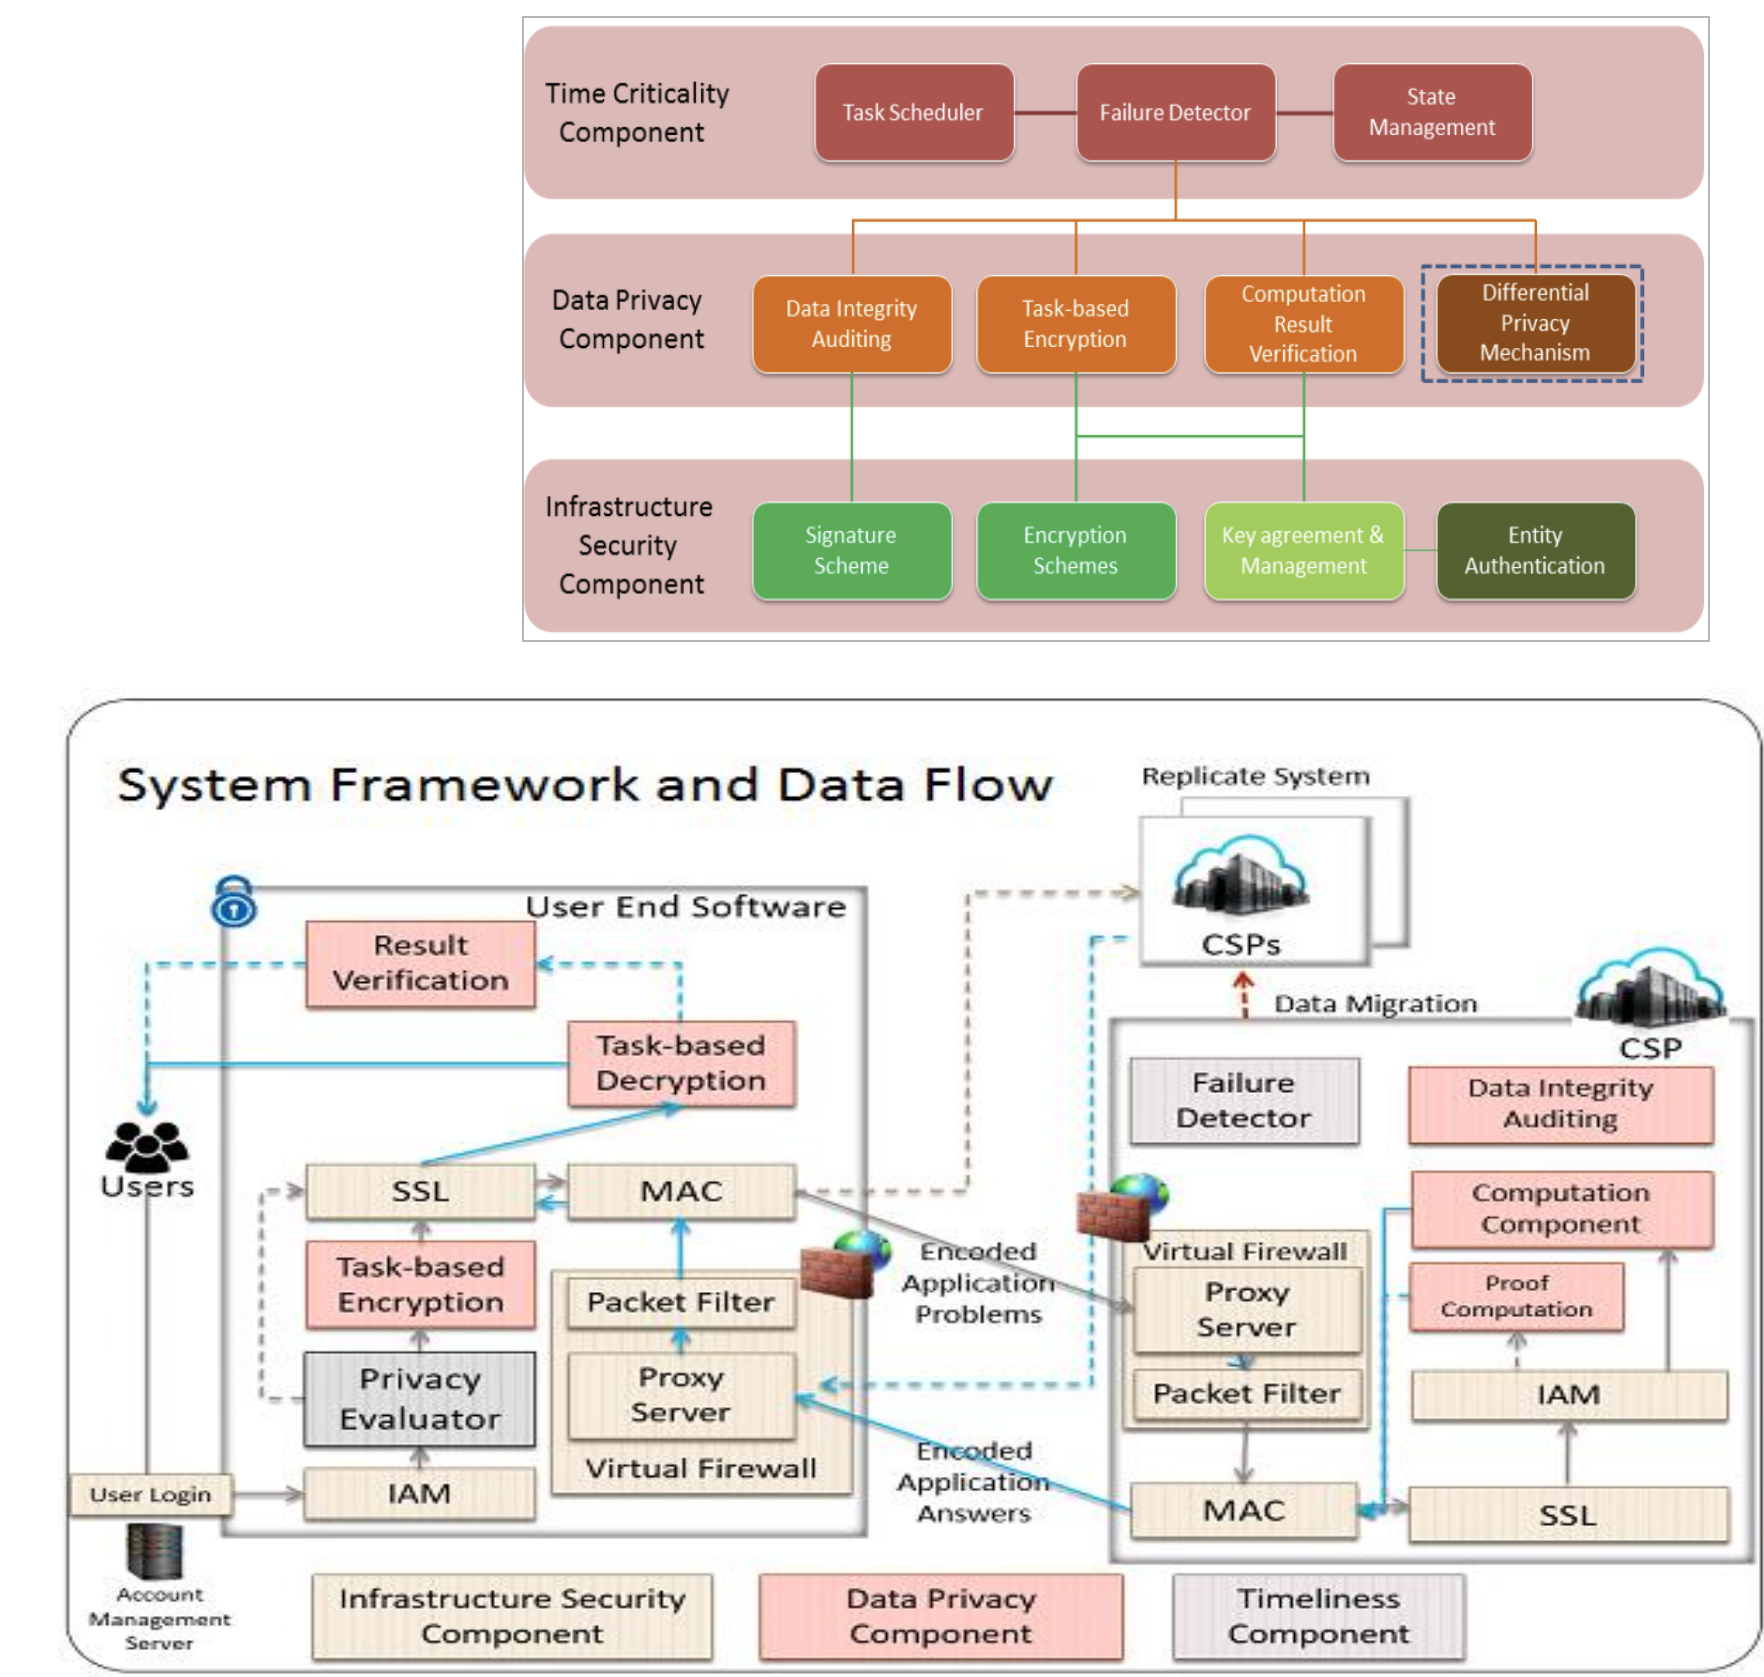 Time Criticality
Component
Task Scheduler
Failure Detector
State
Management
Data Privacy
Component
Data Integrity
Auditing
Task-based
Encryption
Computation
Result
Verification
Differential
Privacy
Mechanism
Infrastructure
Security
Component
Signature
Scheme
Encryption
Schemes
Key agreement &
Management
Entity
Authentication
System Framework and Data Flow
Replicate System
CSPs
User End Software
Result
Verification
Task-based
Decryption
Users
SSL
MAC
Task-based
Encryption
Packet Filter
Privacy
Evaluator
Proxy
Server
Virtual Firewall
User Login
IAM
Account
Management
Server
Encoded
Application
Problems
Encoded
Application
Answers
Data Migration
CSP
Failure
Detector
Data Integrity
Auditing
Computation
Component
Virtual Firewall
Proxy
Server
Proof
Computation
Packet Filter
IAM
MAC
SSL
Infrastructure Security
Component
Data Privacy
Component
Timeliness
Component